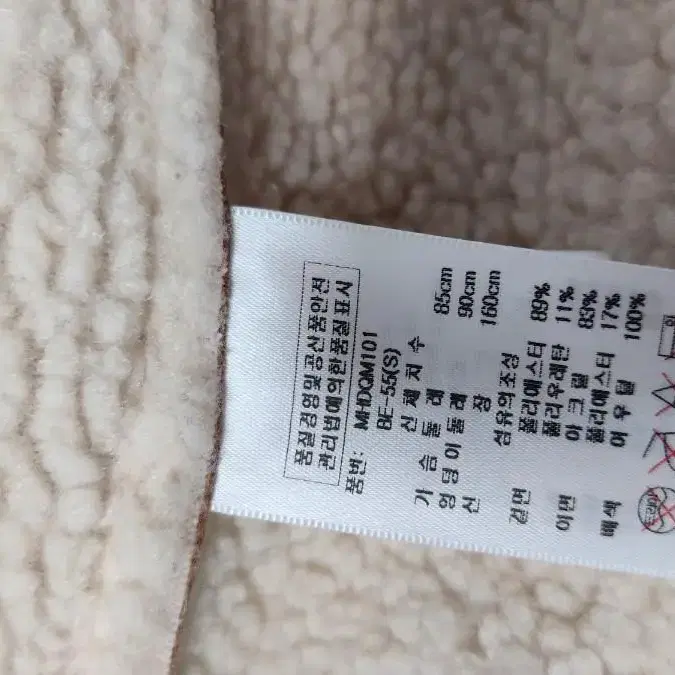 품질경영및공산품안전
관리법에의한품질표시
품번: MHDQM101
BE-55(S)
신체치수
가슴둘레 85cm
엉덩이둘레 90cm
신장 160cm
섬유의조성
겉면 폴리에스터 89%
폴리우레탄 11%
이면 아크릴 83%
폴리에스터 17%
배색 여우털 100%